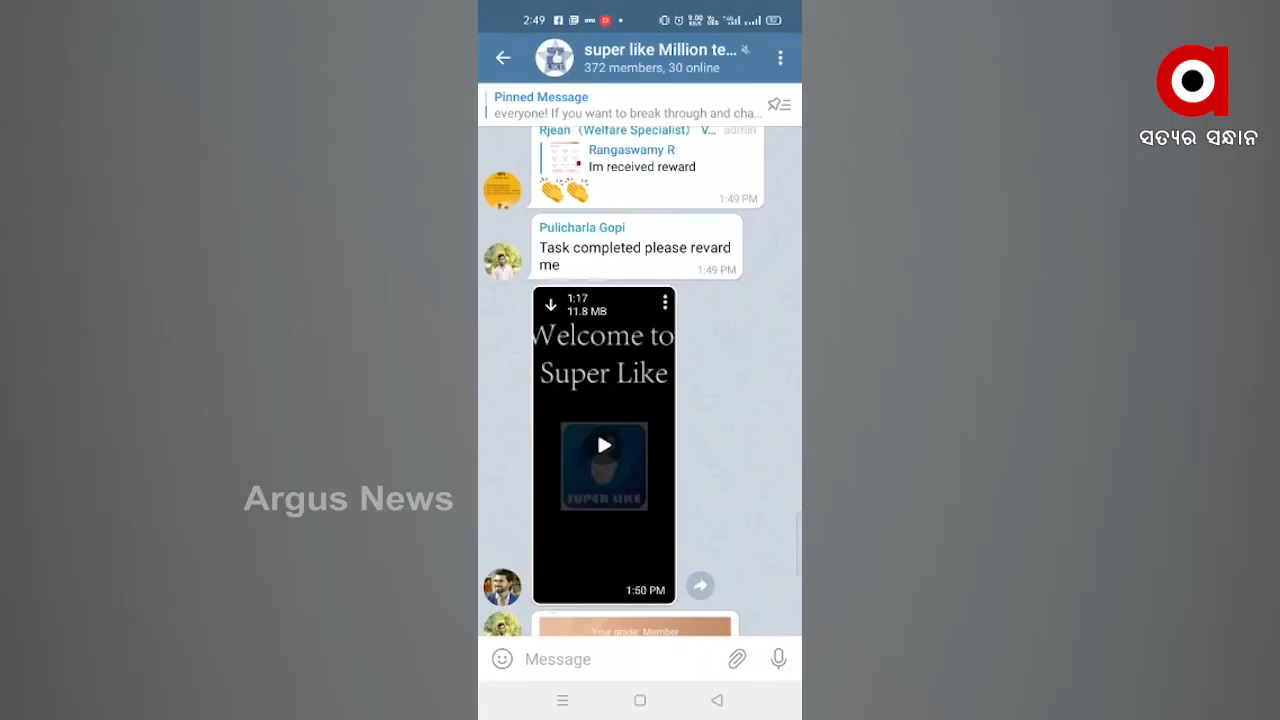 2:49
super like Million te...
372 members, 30 online
Pinned Message
everyone! If you want to break through and cha...
Rjean（Welfare Specialist） V... admin
Rangaswamy R
Im received reward
1:49 PM
Pulicharla Gopi
Task completed please revard
me
1:49 PM
1:17
11.8 MB
Welcome to
Super Like
SUPER LIKE
1:50 PM
Your grade: Member
Message
Argus News
ସତ୍ୟର ସନ୍ଧାନ